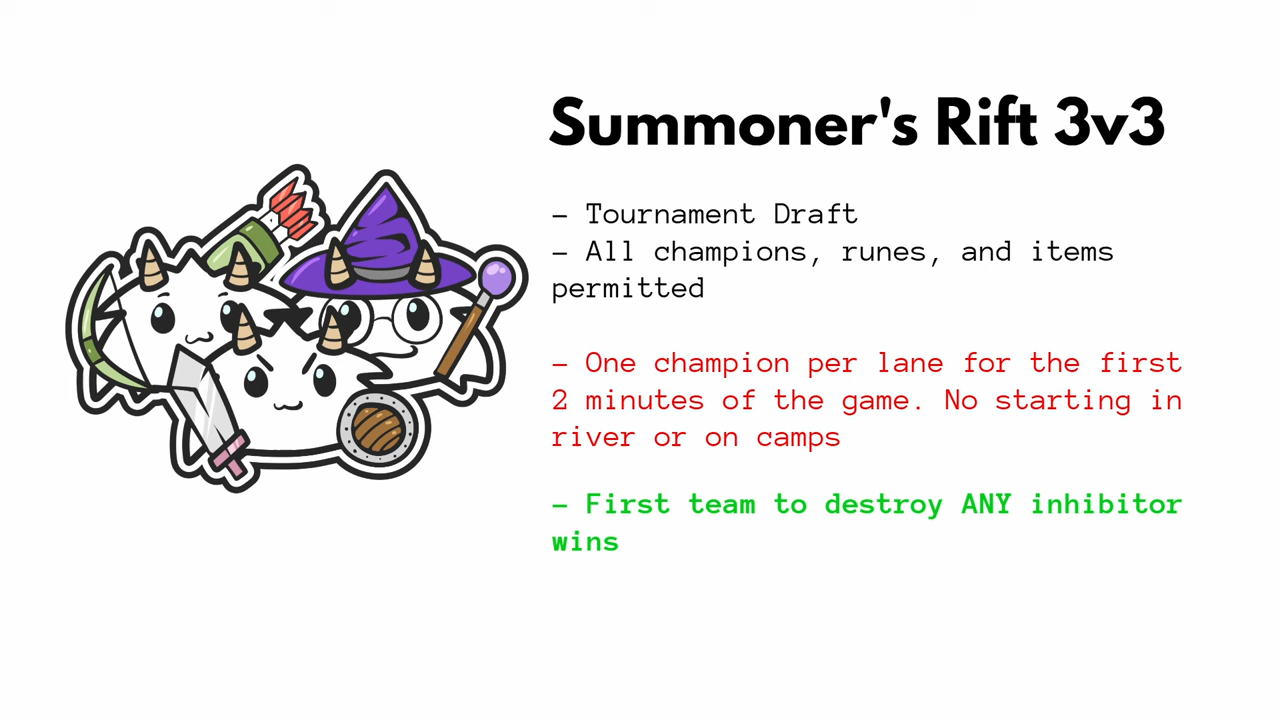 Summoner's Rift 3v3
- Tournament Draft
- All champions, runes, and items
permitted
- One champion per lane for the first
2 minutes of the game. No starting in
river or on camps
- First team to destroy ANY inhibitor
wins